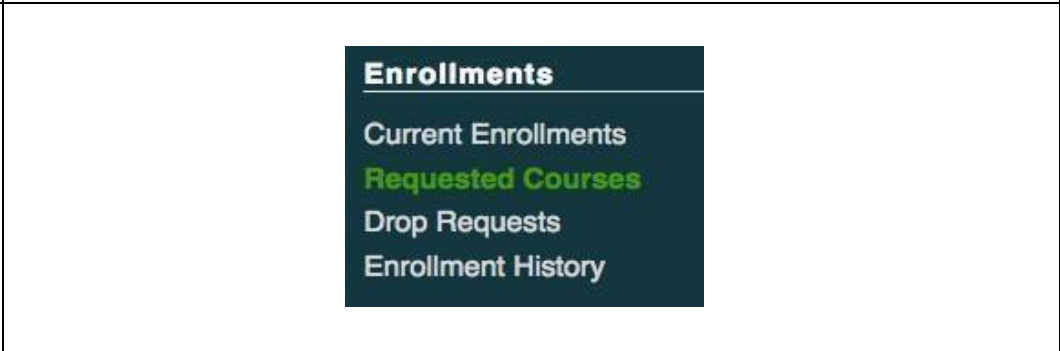 Enrollments
Current Enrollments
Requested Courses
Drop Requests
Enrollment History